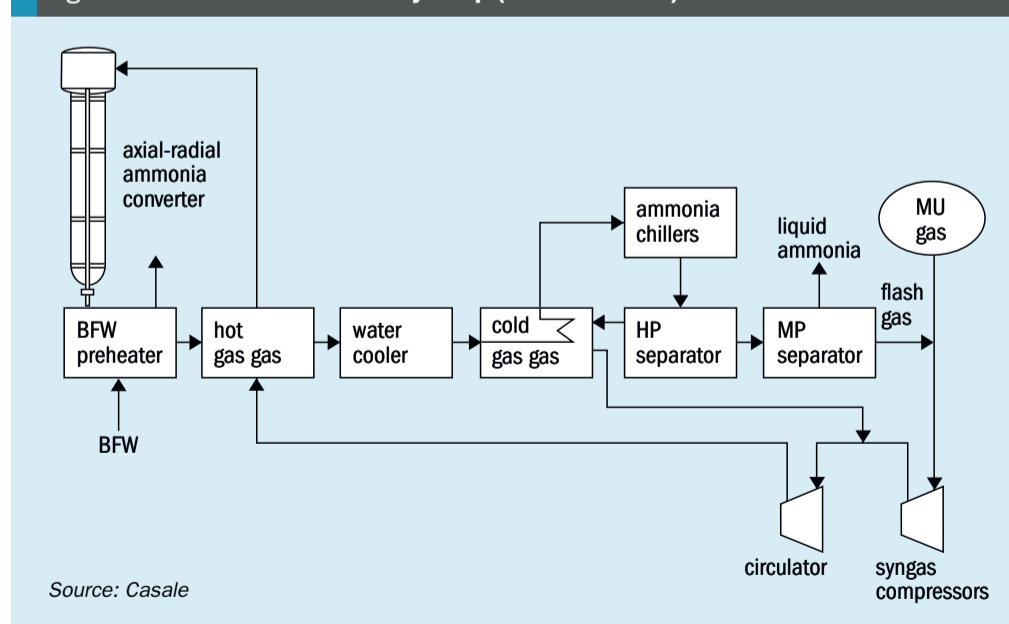 axial-radial
ammonia
converter
ammonia
chillers
liquid
ammonia
MU
gas
flash
gas
BFW
preheater
hot
gas gas
water
cooler
cold
gas gas
HP
separator
MP
separator
BFW
circulator
syngas
compressors
Source: Casale